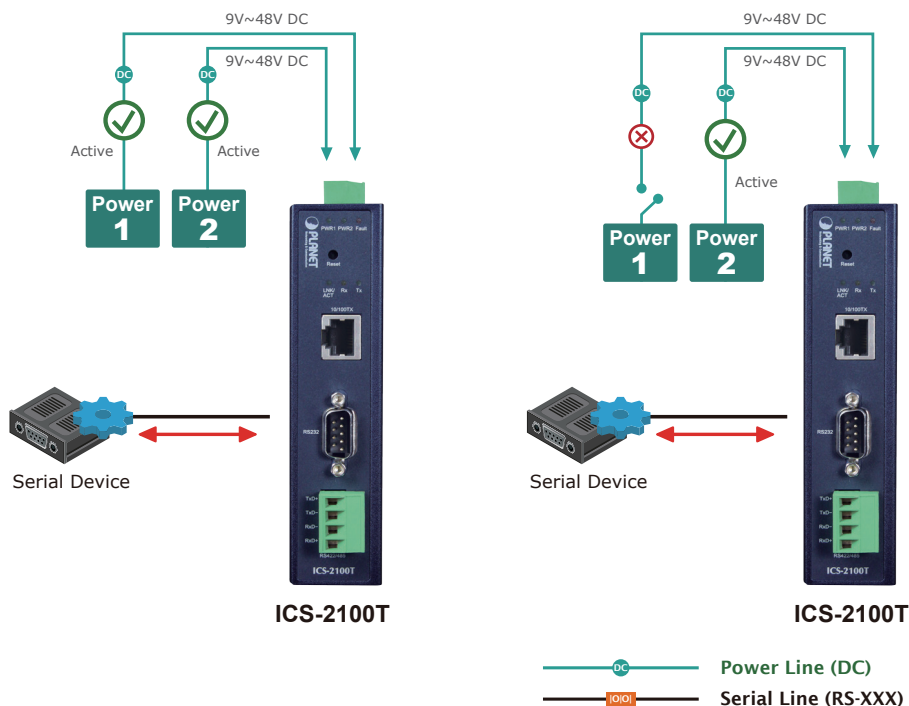 9V~48V DC
9V~48V DC
DC
DC
Active
Active
Power
1
Power
2
PLANET
PWR1 PWR2 Fault
Reset
LNK/
ACT
Rx
Tx
10/100TX
RS232
TxD+
TxD-
RxD-
RxD+
RS422/485
ICS-2100T
Serial Device
ICS-2100T
9V~48V DC
9V~48V DC
DC
DC
Active
Power
1
Power
2
PLANET
PWR1 PWR2 Fault
Reset
LNK/
ACT
Rx
Tx
10/100TX
RS232
TxD+
TxD-
RxD-
RxD+
RS422/485
ICS-2100T
Serial Device
ICS-2100T
DC
Power Line (DC)
|O|O|
Serial Line (RS-XXX)